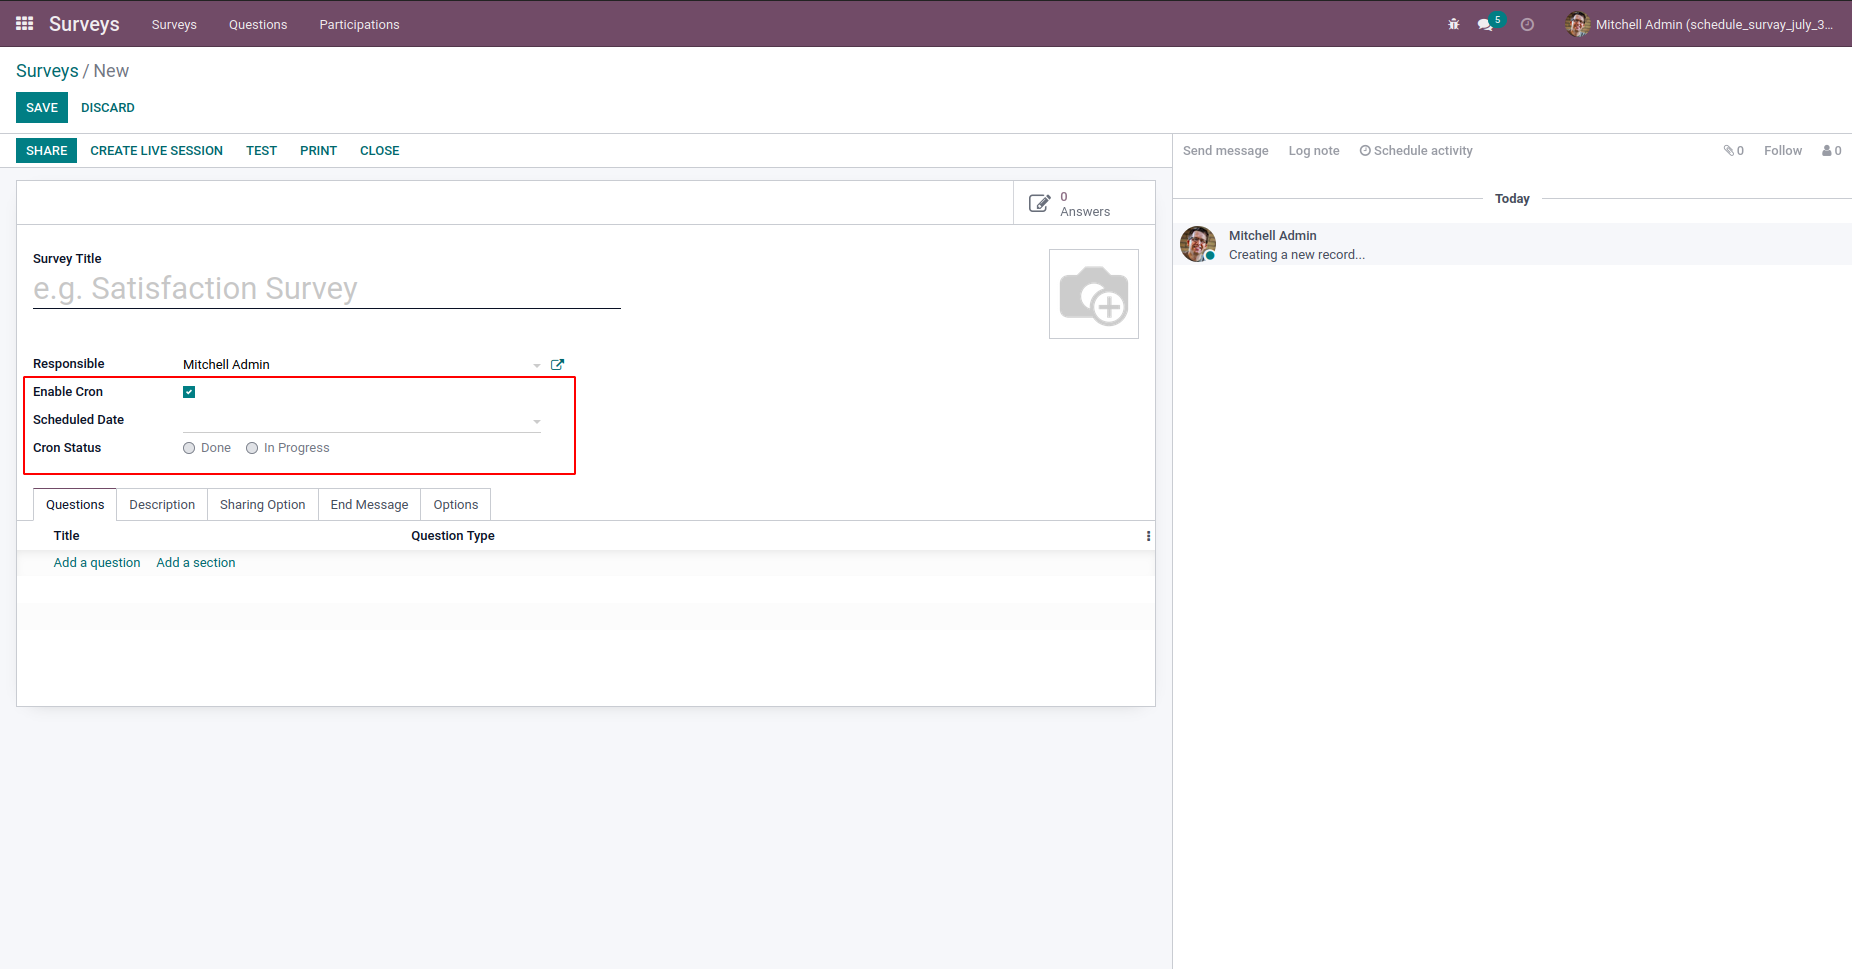 Surveys Surveys Questions Participations 5 Mitchell Admin (schedule_survay_july_3...
Surveys / New
SAVE DISCARD
SHARE CREATE LIVE SESSION TEST PRINT CLOSE
Send message Log note Schedule activity 0 Follow 0
0
Answers
Today
Mitchell Admin
Creating a new record...
Survey Title
e.g. Satisfaction Survey
Responsible Mitchell Admin
Enable Cron
Scheduled Date
Cron Status Done In Progress
Questions Description Sharing Option End Message Options
Title Question Type
Add a question Add a section